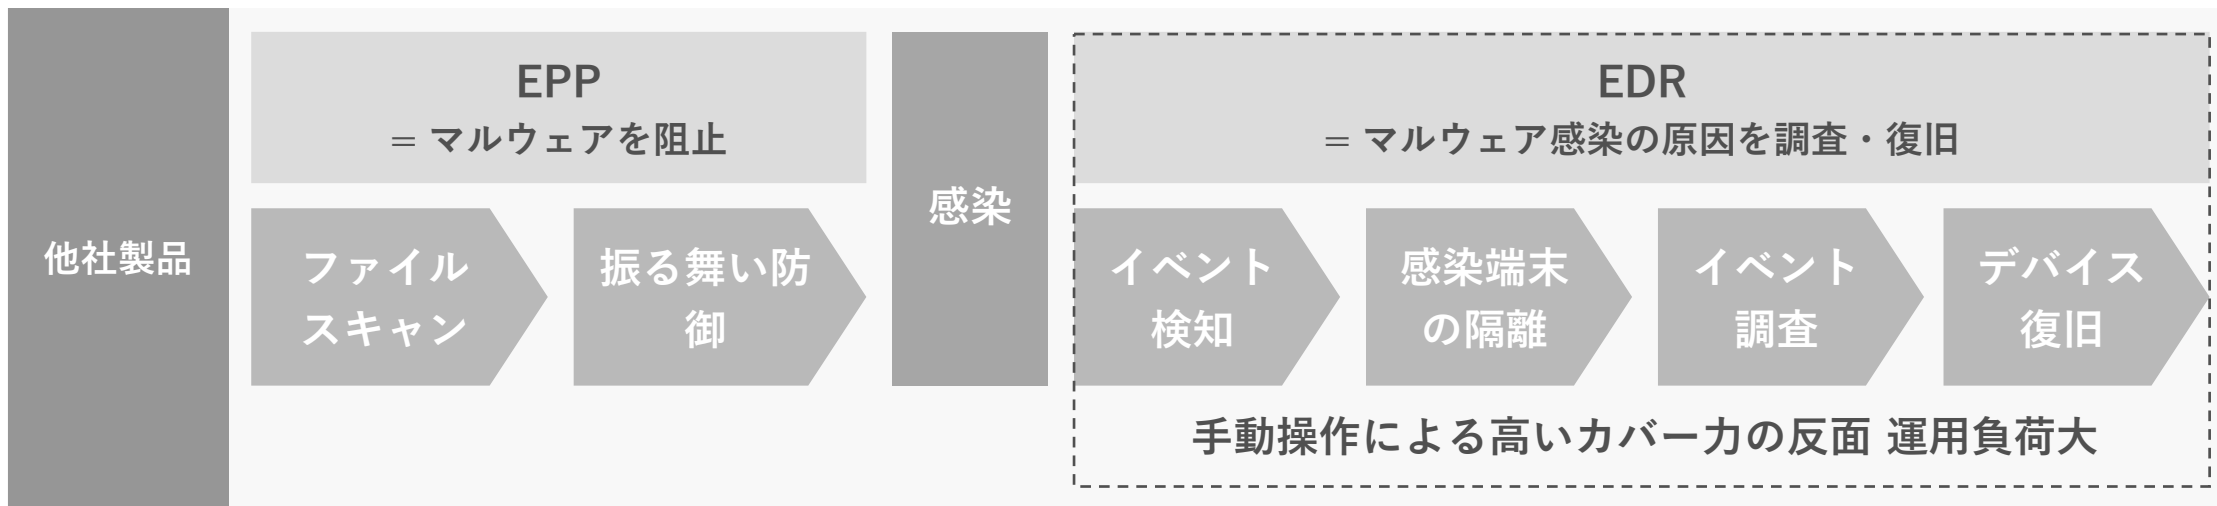 他社製品
EPP
= マルウェアを阻止
ファイル
スキャン
振る舞い防
御
感染
EDR
= マルウェア感染の原因を調査・復旧
イベント
検知
感染端末
の隔離
イベント
調査
デバイス
復旧
手動操作による高いカバー力の反面 運用負荷大